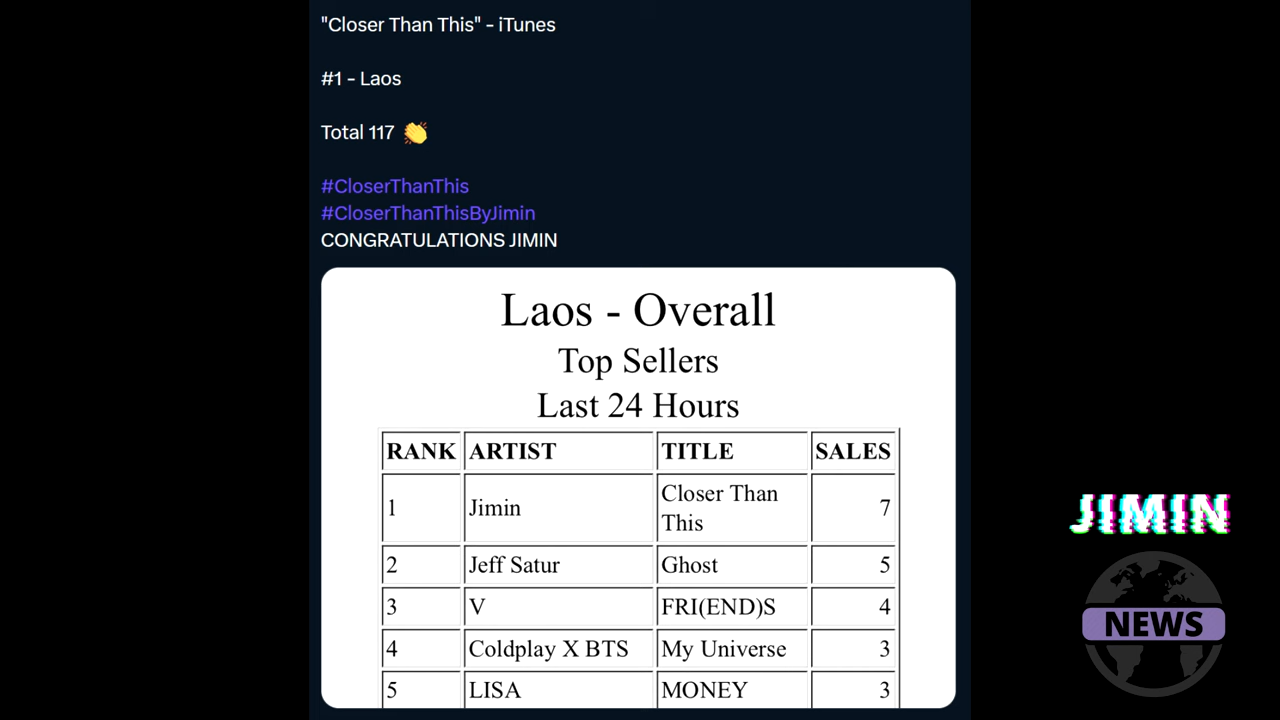 "Closer Than This" - iTunes
#1 - Laos
Total 117 👏
#CloserThanThis
#CloserThanThisByJimin
CONGRATULATIONS JIMIN
Laos - Overall
Top Sellers
Last 24 Hours
RANK ARTIST TITLE SALES
1 Jimin Closer Than This 7
2 Jeff Satur Ghost 5
3 V FRI(END)S 4
4 Coldplay X BTS My Universe 3
5 LISA MONEY 3
JIMIN
NEWS